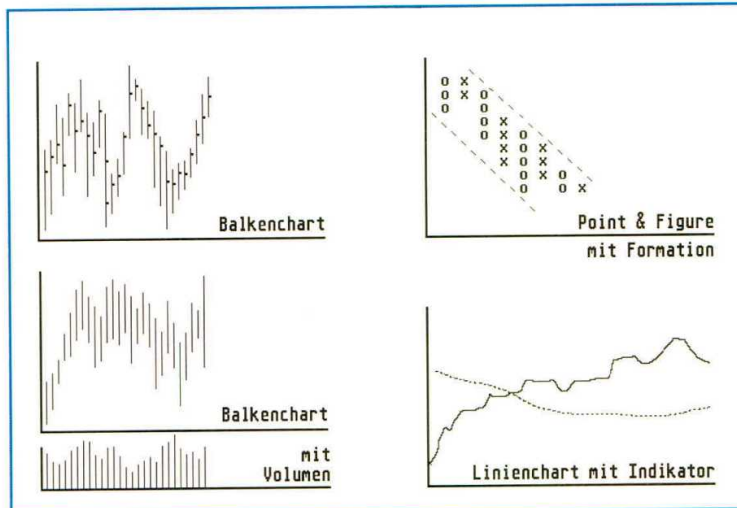 Balkenchart
O X
O X O
O O
O X
O X O
X O X
X O X
O X O
O O X
Point & Figure
mit Formation
Balkenchart
mit
Volumen
Linienchart mit Indikator